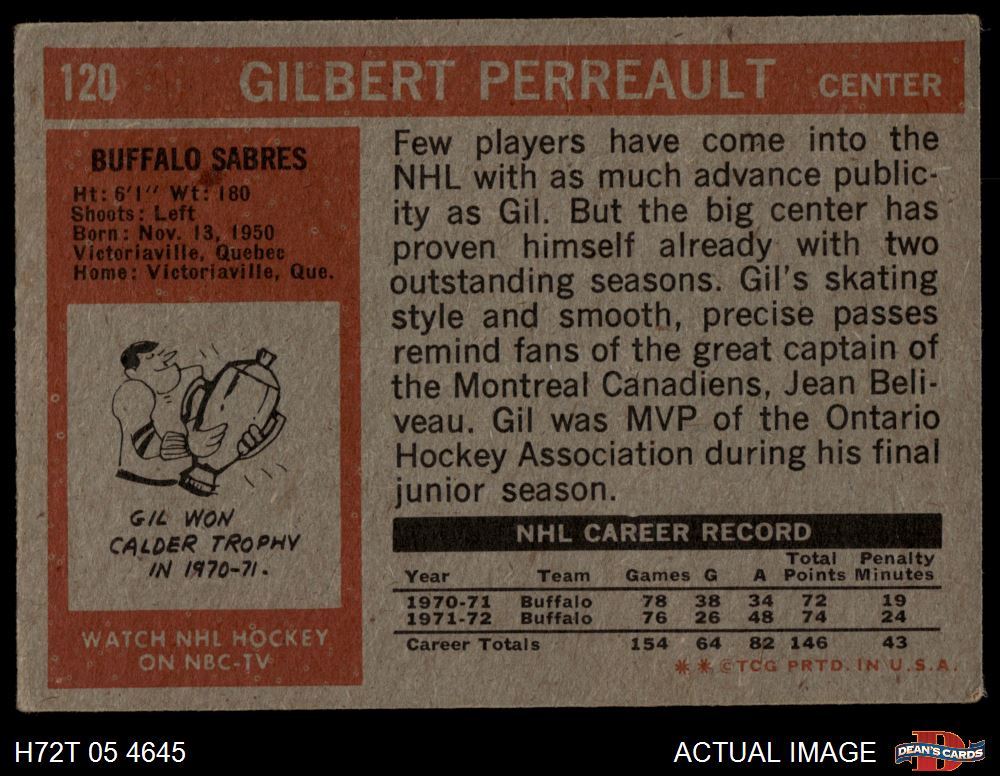 120 GILBERT PERREAULT CENTER
BUFFALO SABRES
Ht: 6'1" Wt: 180
Shoots: Left
Born: Nov. 13, 1950
Victoriaville, Quebec
Home: Victoriaville, Que.
GIL WON
CALDER TROPHY
IN 1970-71.
WATCH NHL HOCKEY
ON NBC-TV
Few players have come into the
NHL with as much advance public-
ity as Gil. But the big center has
proven himself already with two
outstanding seasons. Gil's skating
style and smooth, precise passes
remind fans of the great captain of
the Montreal Canadiens, Jean Beli-
veau. Gil was MVP of the Ontario
Hockey Association during his final
junior season.
NHL CAREER RECORD
Total Penalty
Year Team Games G A Points Minutes
1970-71 Buffalo 78 38 34 72 19
1971-72 Buffalo 76 26 48 74 24
Career Totals 154 64 82 146 43
* * ©TCG PRTD. IN U.S.A.
H72T 05 4645 ACTUAL IMAGE DEAN'S CARDS